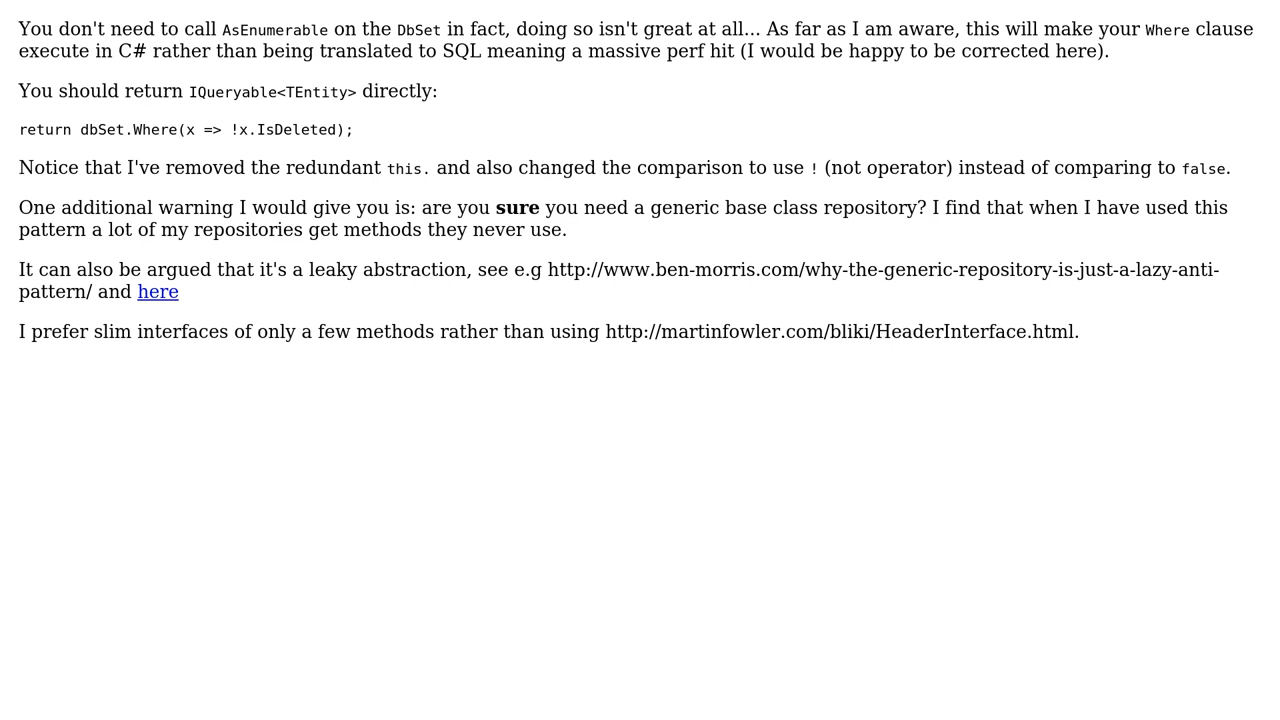 You don't need to call AsEnumerable on the DbSet in fact, doing so isn't great at all... As far as I am aware, this will make your Where clause
execute in C# rather than being translated to SQL meaning a massive perf hit (I would be happy to be corrected here).
You should return IQueryable<TEntity> directly:
return dbSet.Where(x => !x.IsDeleted);
Notice that I've removed the redundant this. and also changed the comparison to use ! (not operator) instead of comparing to false.
One additional warning I would give you is: are you sure you need a generic base class repository? I find that when I have used this
pattern a lot of my repositories get methods they never use.
It can also be argued that it's a leaky abstraction, see e.g http://www.ben-morris.com/why-the-generic-repository-is-just-a-lazy-anti-
pattern/ and here
I prefer slim interfaces of only a few methods rather than using http://martinfowler.com/bliki/HeaderInterface.html.